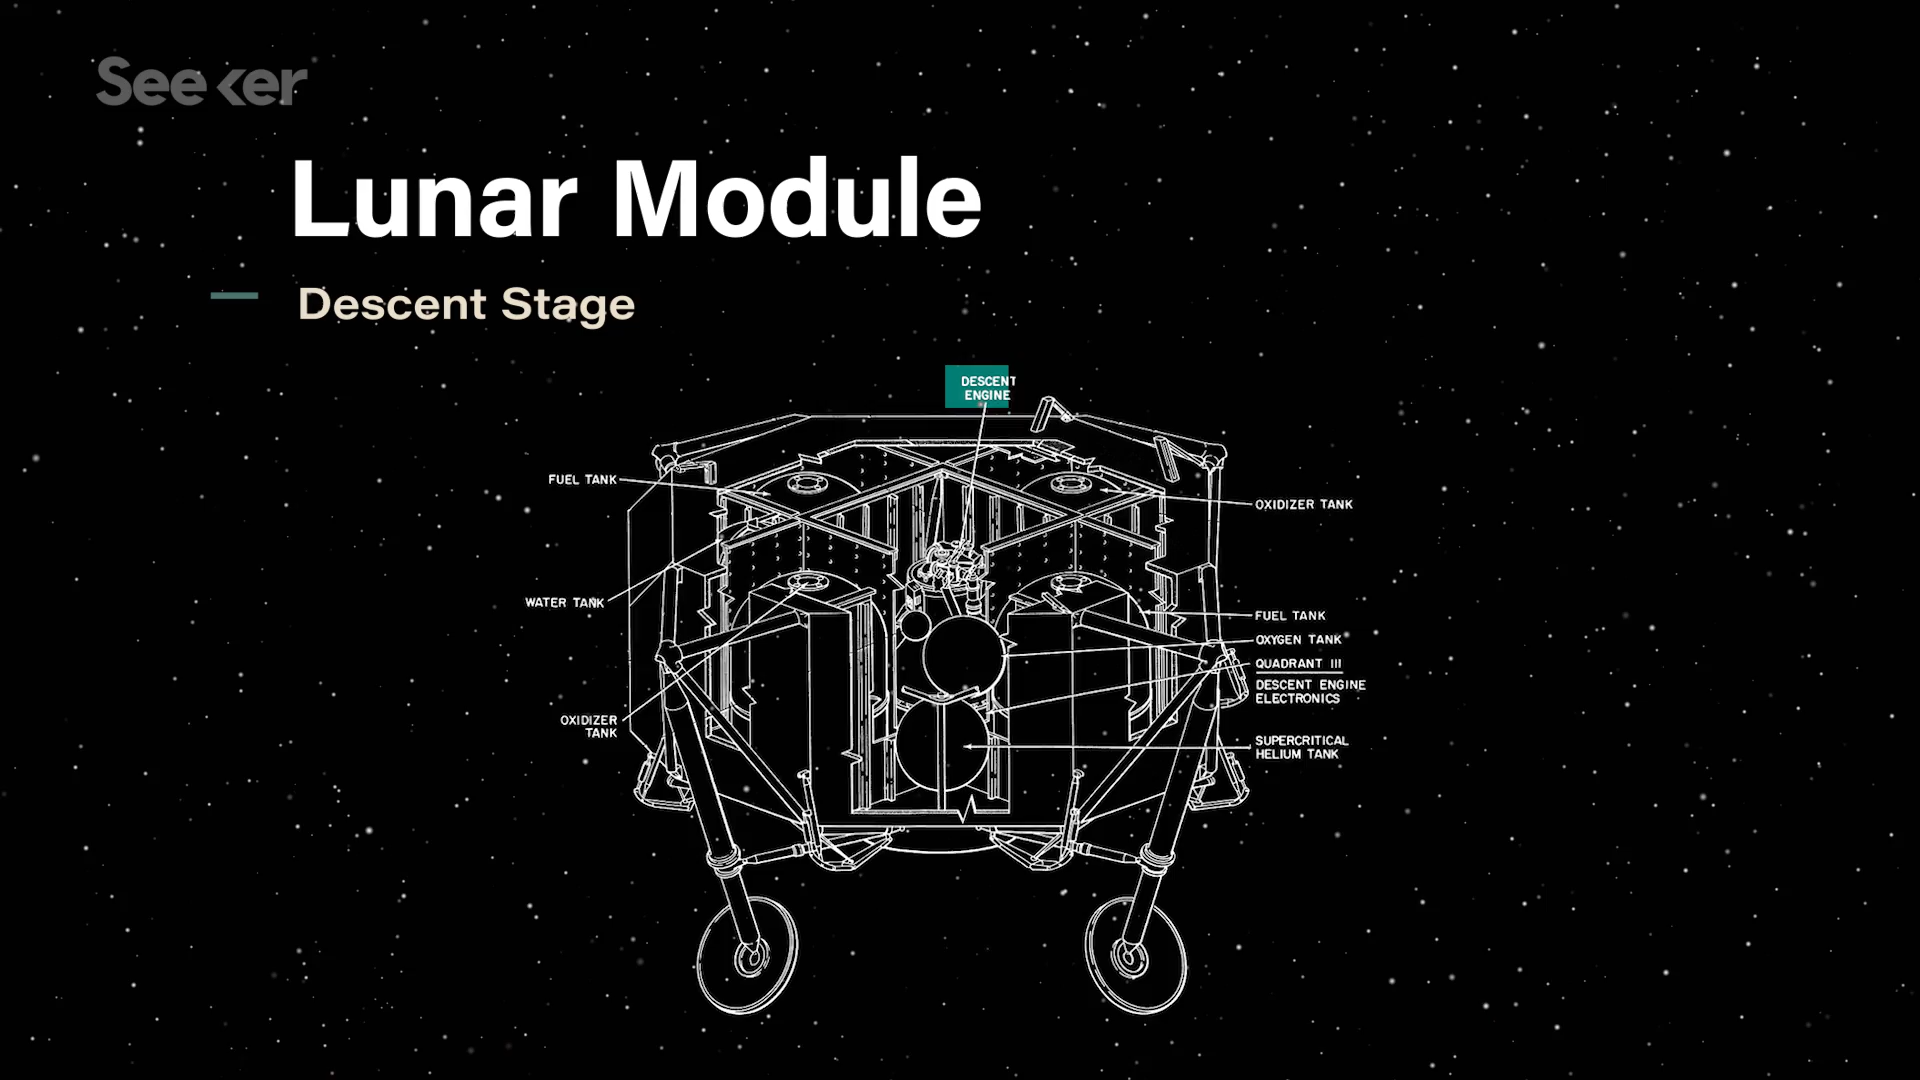 Seeker
Lunar Module
Descent Stage
DESCENT
ENGINE
FUEL TANK
OXIDIZER TANK
WATER TANK
FUEL TANK
OXYGEN TANK
QUADRANT III
DESCENT ENGINE
ELECTRONICS
OXIDIZER
TANK
SUPERCRITICAL
HELIUM TANK